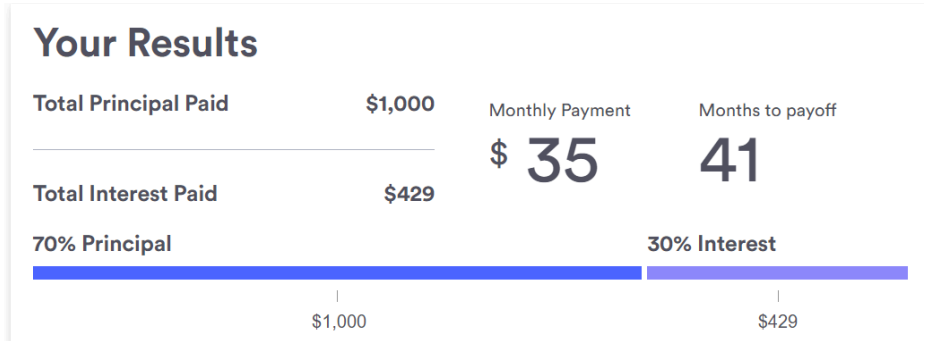 Your Results
Total Principal Paid $1,000
Total Interest Paid $429
Monthly Payment
$ 35
Months to payoff
41
70% Principal
30% Interest
$1,000
$429